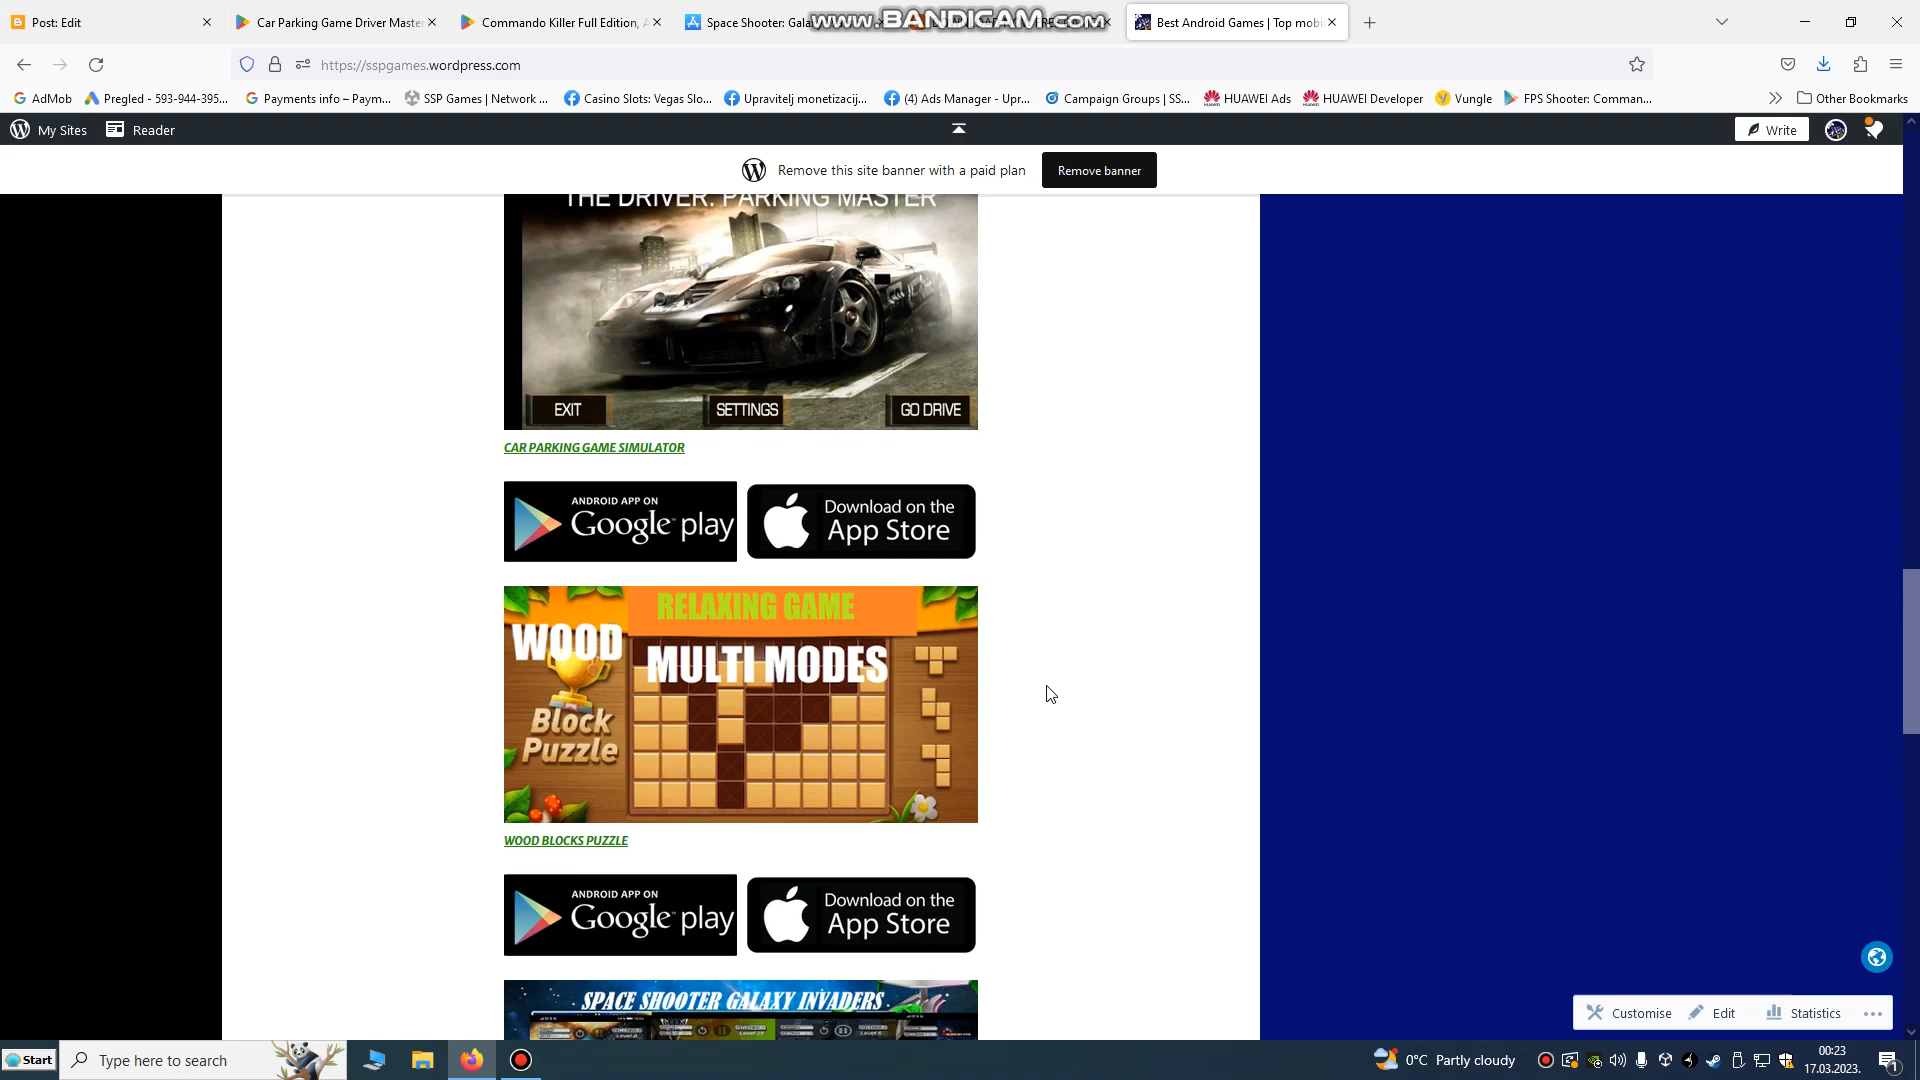 Post: Edit
Car Parking Game Driver Maste
Commando Killer Full Edition, A
Space Shooter: Gala
www.BANDICAM.com
Best Android Games | Top mobi
https://sspgames.wordpress.com
AdMob
Pregled - 593-944-395...
Payments info – Paym...
SSP Games | Network ...
Casino Slots: Vegas Slo...
Upravitelj monetizacij...
(4) Ads Manager - Upr...
Campaign Groups | SS...
HUAWEI Ads
HUAWEI Developer
Vungle
FPS Shooter: Comman...
Other Bookmarks
My Sites
Reader
Write
Remove this site banner with a paid plan
Remove banner
THE DRIVER: PARKING MASTER
EXIT
SETTINGS
GO DRIVE
CAR PARKING GAME SIMULATOR
ANDROID APP ON
Google play
Download on the
App Store
RELAXING GAME
WOOD
MULTI MODES
Block
Puzzle
WOOD BLOCKS PUZZLE
ANDROID APP ON
Google play
Download on the
App Store
SPACE SHOOTER GALAXY INVADERS
Customise
Edit
Statistics
Start
Type here to search
0°C Partly cloudy
00:23
17.03.2023.
1